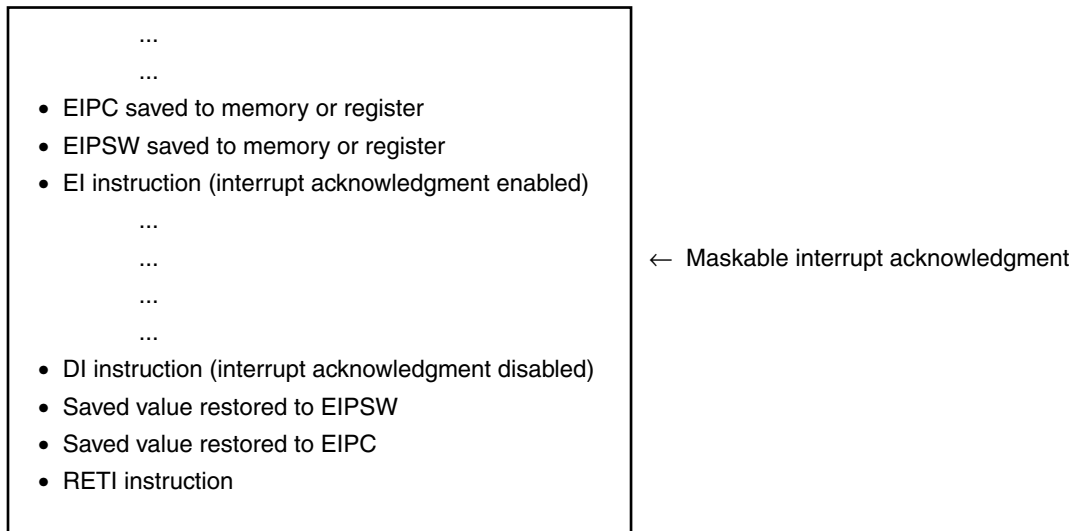 ...
...
• EIPC saved to memory or register
• EIPSW saved to memory or register
• EI instruction (interrupt acknowledgment enabled)
...
...
← Maskable interrupt acknowledgment
...
...
• DI instruction (interrupt acknowledgment disabled)
• Saved value restored to EIPSW
• Saved value restored to EIPC
• RETI instruction